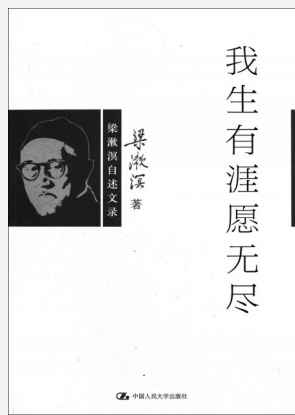 我生有涯愿无尽
梁漱溟 著
梁漱溟自述文录
中国人民大学出版社